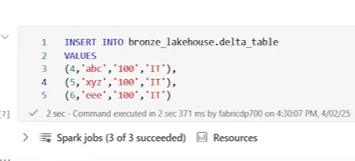 1 INSERT INTO bronze_lakehouse.delta_table
2 VALUES
3 (4,'abc','100','IT'),
4 (5,'xyz','100','IT'),
5 (6,'eee','100','IT')
[7] 2 sec - Command executed in 2 sec 371 ms by fabricdp700 on 4:30:07 PM, 4/02/25
Spark jobs (3 of 3 succeeded) Resources